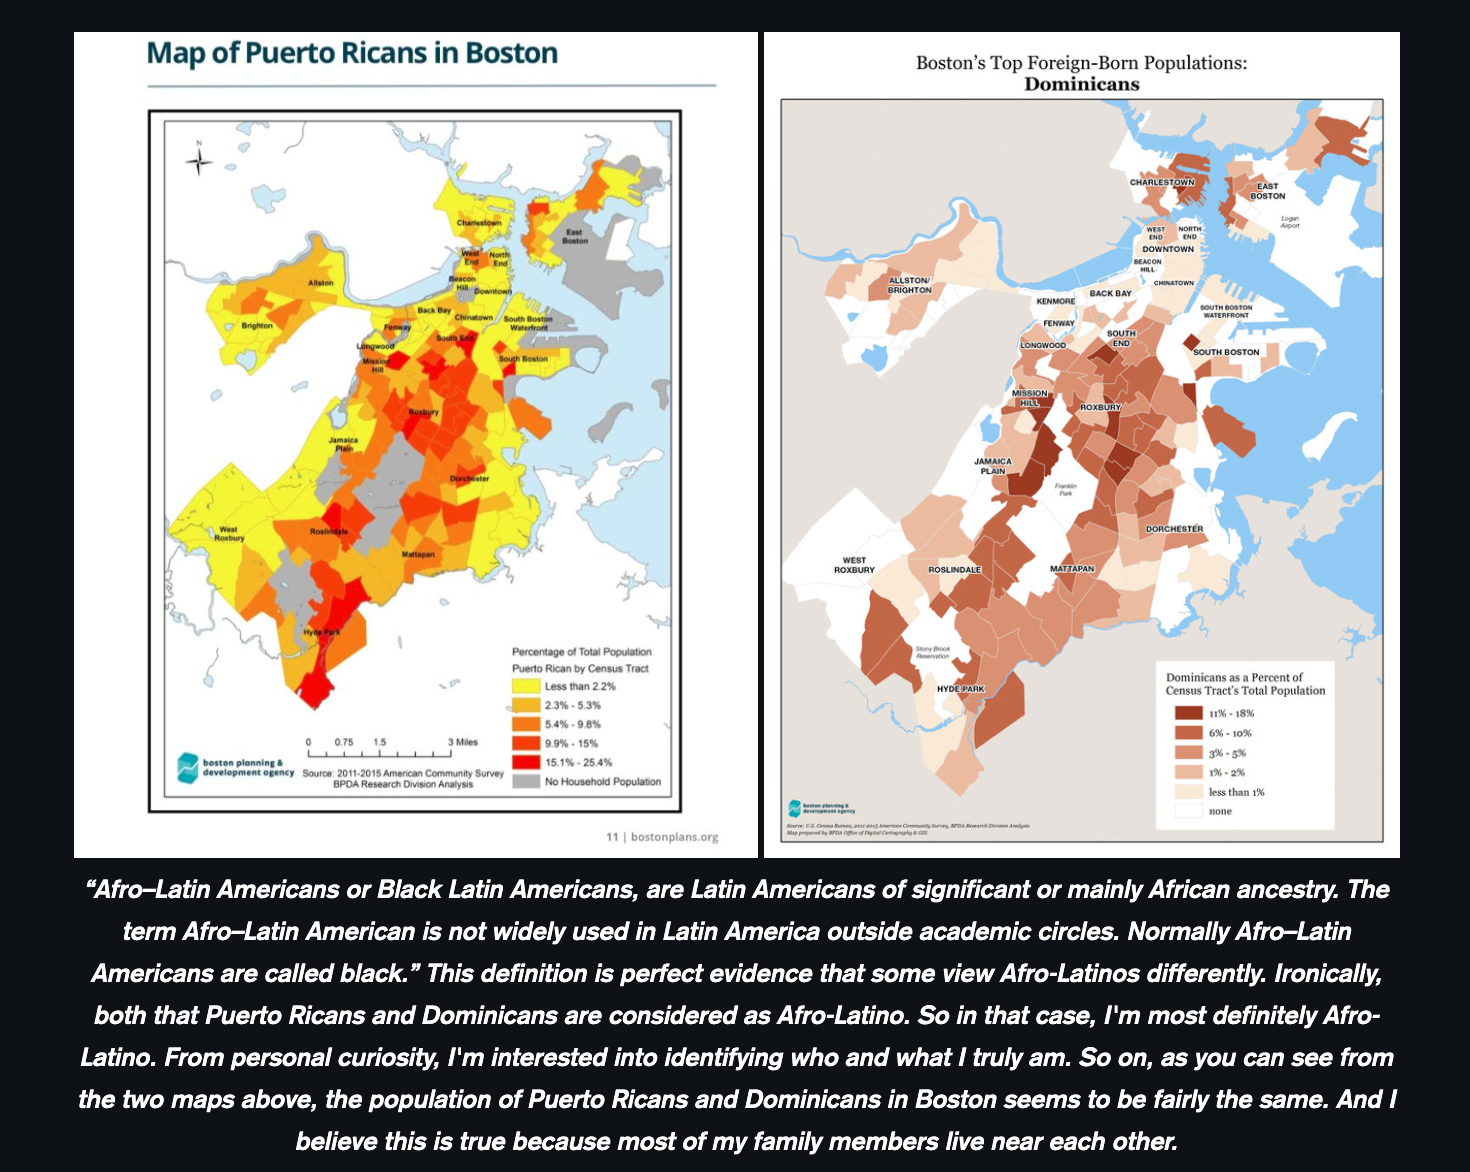 Map of Puerto Ricans in Boston
N
Charlestown
East
Boston
West
End
North
End
Beacon
Hill
Downtown
Allston
Brighton
Back Bay
Chinatown
South Boston
Waterfront
Fenway
South End
Longwood
Mission
Hill
South Boston
Roxbury
Jamaica
Plain
Dorchester
West
Roxbury
Roslindale
Mattapan
Hyde Park
Percentage of Total Population
Puerto Rican by Census Tract
Less than 2.2%
2.3% - 5.3%
5.4% - 9.8%
9.9% - 15%
15.1% - 25.4%
No Household Population
0 0.75 1.5 3 Miles
boston planning &
development agency
Source: 2011-2015 American Community Survey
BPDA Research Division Analysis
11 | bostonplans.org
Boston's Top Foreign-Born Populations:
Dominicans
CHARLESTOWN
EAST
BOSTON
Logan
Airport
WEST
END
NORTH
END
DOWNTOWN
BEACON
HILL
CHINATOWN
ALLSTON/
BRIGHTON
KENMORE
BACK BAY
SOUTH BOSTON
WATERFRONT
FENWAY
SOUTH
END
LONGWOOD
SOUTH BOSTON
MISSION
HILL
ROXBURY
JAMAICA
PLAIN
Franklin
Park
DORCHESTER
WEST
ROXBURY
ROSLINDALE
MATTAPAN
Stony Brook
Reservation
HYDE PARK
Dominicans as a Percent of
Census Tract's Total Population
11% - 18%
6% - 10%
3% - 5%
1% - 2%
less than 1%
none
boston planning &
development agency
Source: U.S. Census Bureau, 2011-2015 American Community Survey, BPDA Research Division Analysis.
Map prepared by BPDA Office of Digital Cartography & GIS.
“Afro–Latin Americans or Black Latin Americans, are Latin Americans of significant or mainly African ancestry. The
term Afro–Latin American is not widely used in Latin America outside academic circles. Normally Afro–Latin
Americans are called black.” This definition is perfect evidence that some view Afro-Latinos differently. Ironically,
both that Puerto Ricans and Dominicans are considered as Afro-Latino. So in that case, I'm most definitely Afro-
Latino. From personal curiosity, I'm interested into identifying who and what I truly am. So on, as you can see from
the two maps above, the population of Puerto Ricans and Dominicans in Boston seems to be fairly the same. And I
believe this is true because most of my family members live near each other.